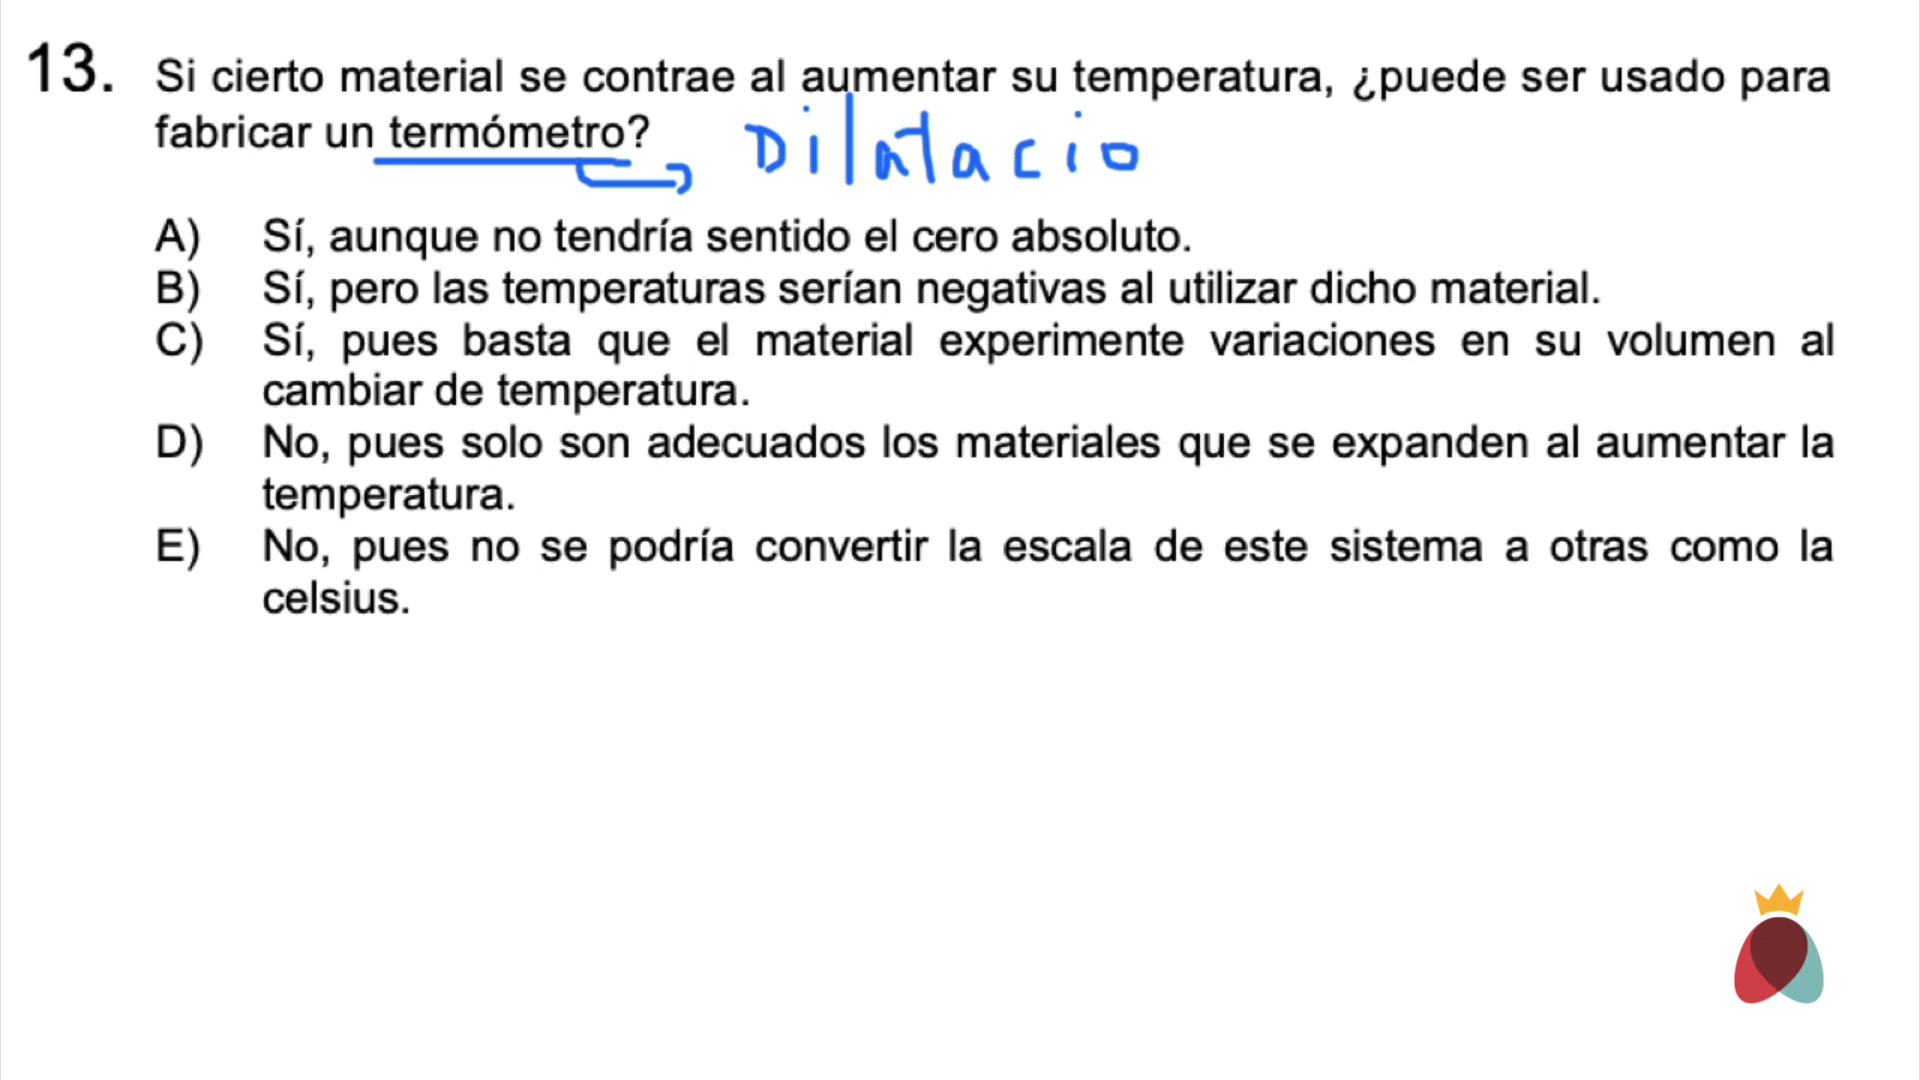 13. Si cierto material se contrae al aumentar su temperatura, ¿puede ser usado para
fabricar un termómetro?
Dilatacio
A) Sí, aunque no tendría sentido el cero absoluto.
B) Sí, pero las temperaturas serían negativas al utilizar dicho material.
C) Sí, pues basta que el material experimente variaciones en su volumen al
cambiar de temperatura.
D) No, pues solo son adecuados los materiales que se expanden al aumentar la
temperatura.
E) No, pues no se podría convertir la escala de este sistema a otras como la
celsius.